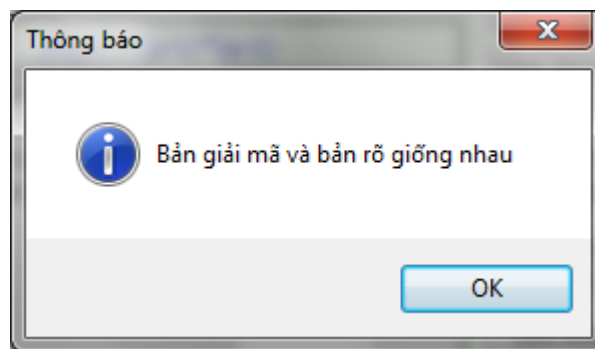 Thông báo
Bản giải mã và bản rõ giống nhau
OK